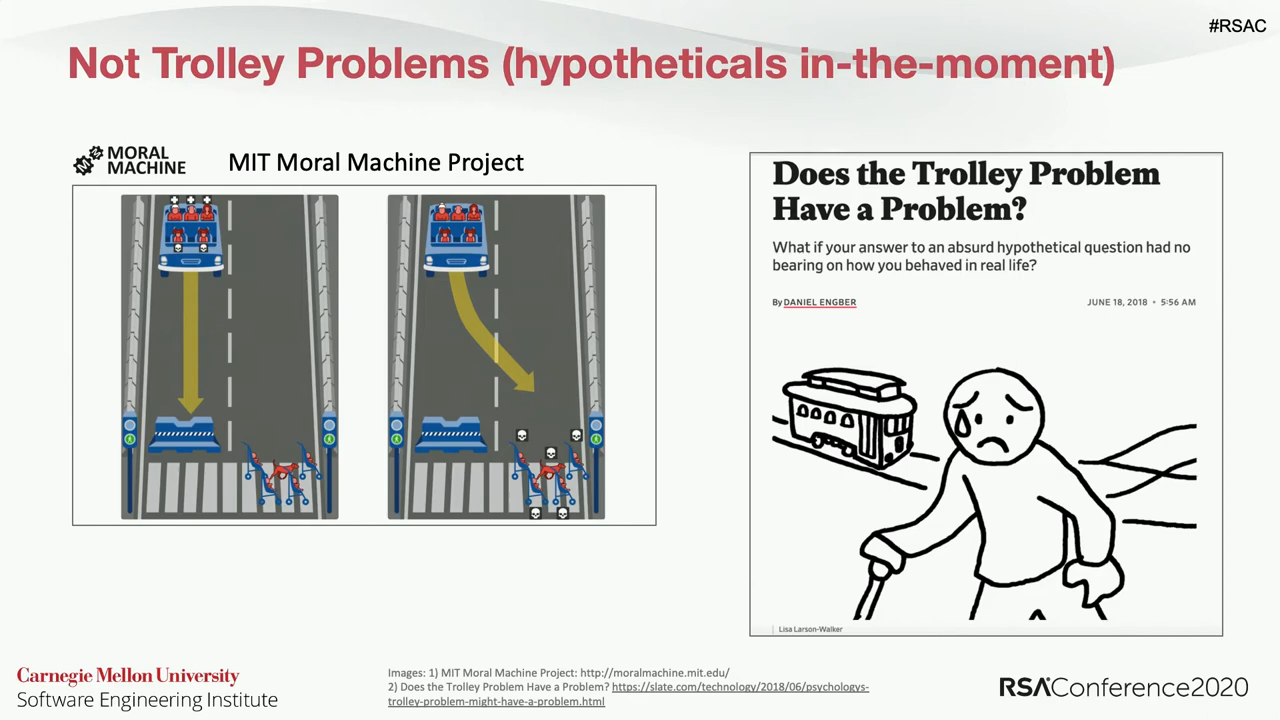 #RSAC
Not Trolley Problems (hypotheticals in-the-moment)
MORAL
MACHINE
MIT Moral Machine Project
Does the Trolley Problem
Have a Problem?
What if your answer to an absurd hypothetical question had no
bearing on how you behaved in real life?
By DANIEL ENGBER
JUNE 18, 2018 • 5:56 AM
Lisa Larson-Walker
Carnegie Mellon University
Software Engineering Institute
Images: 1) MIT Moral Machine Project: http://moralmachine.mit.edu/
2) Does the Trolley Problem Have a Problem? https://slate.com/technology/2018/06/psychologys-
trolley-problem-might-have-a-problem.html
RSAConference2020